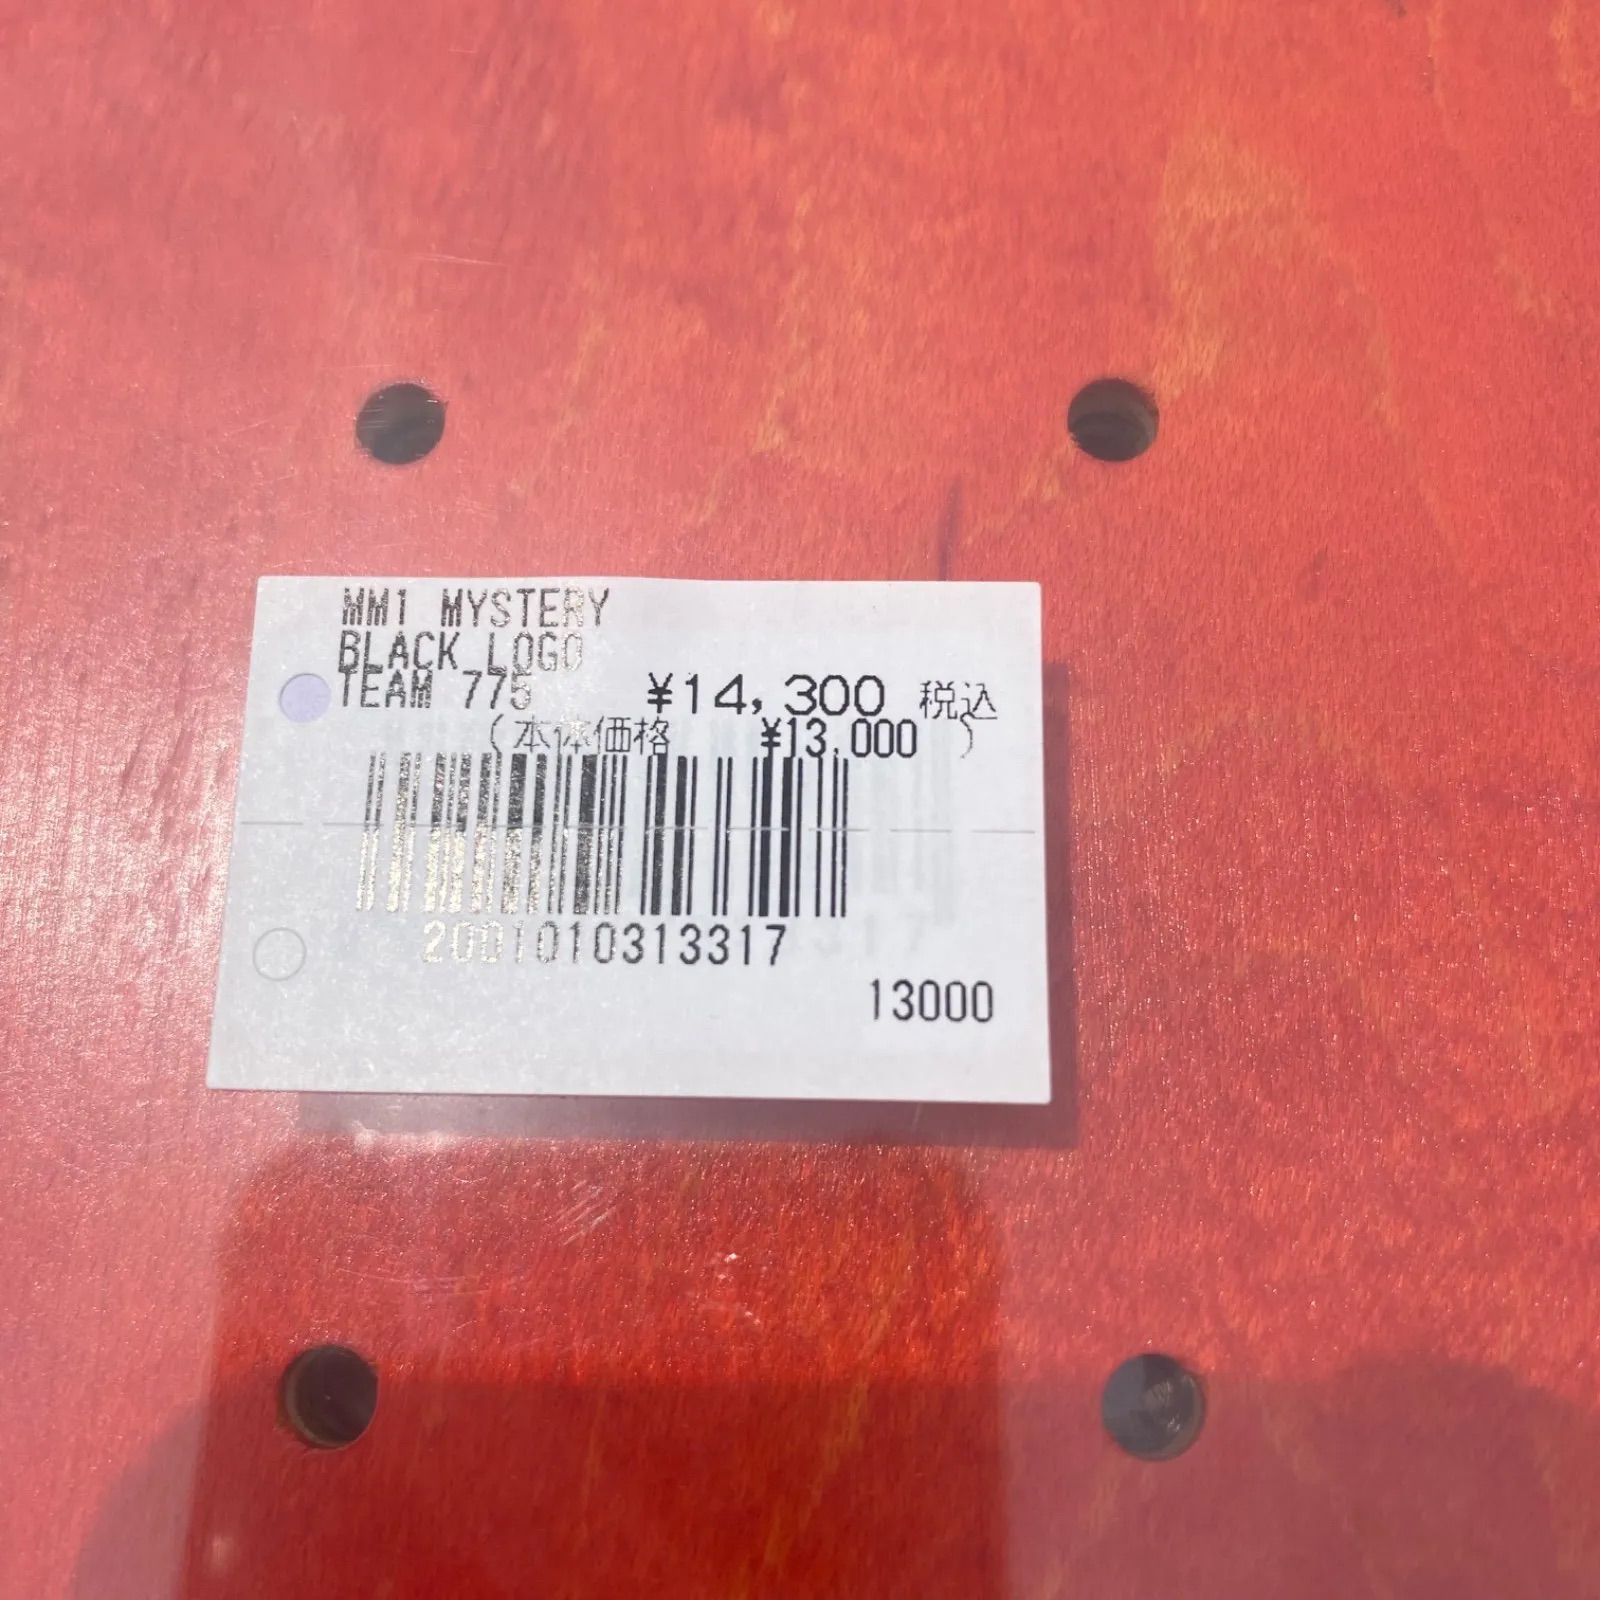 MM1 MYSTERY
BLACK LOGO
TEAM 775
¥14,300 税込
(本体価格 ¥13,000 )
2001010313317
13000